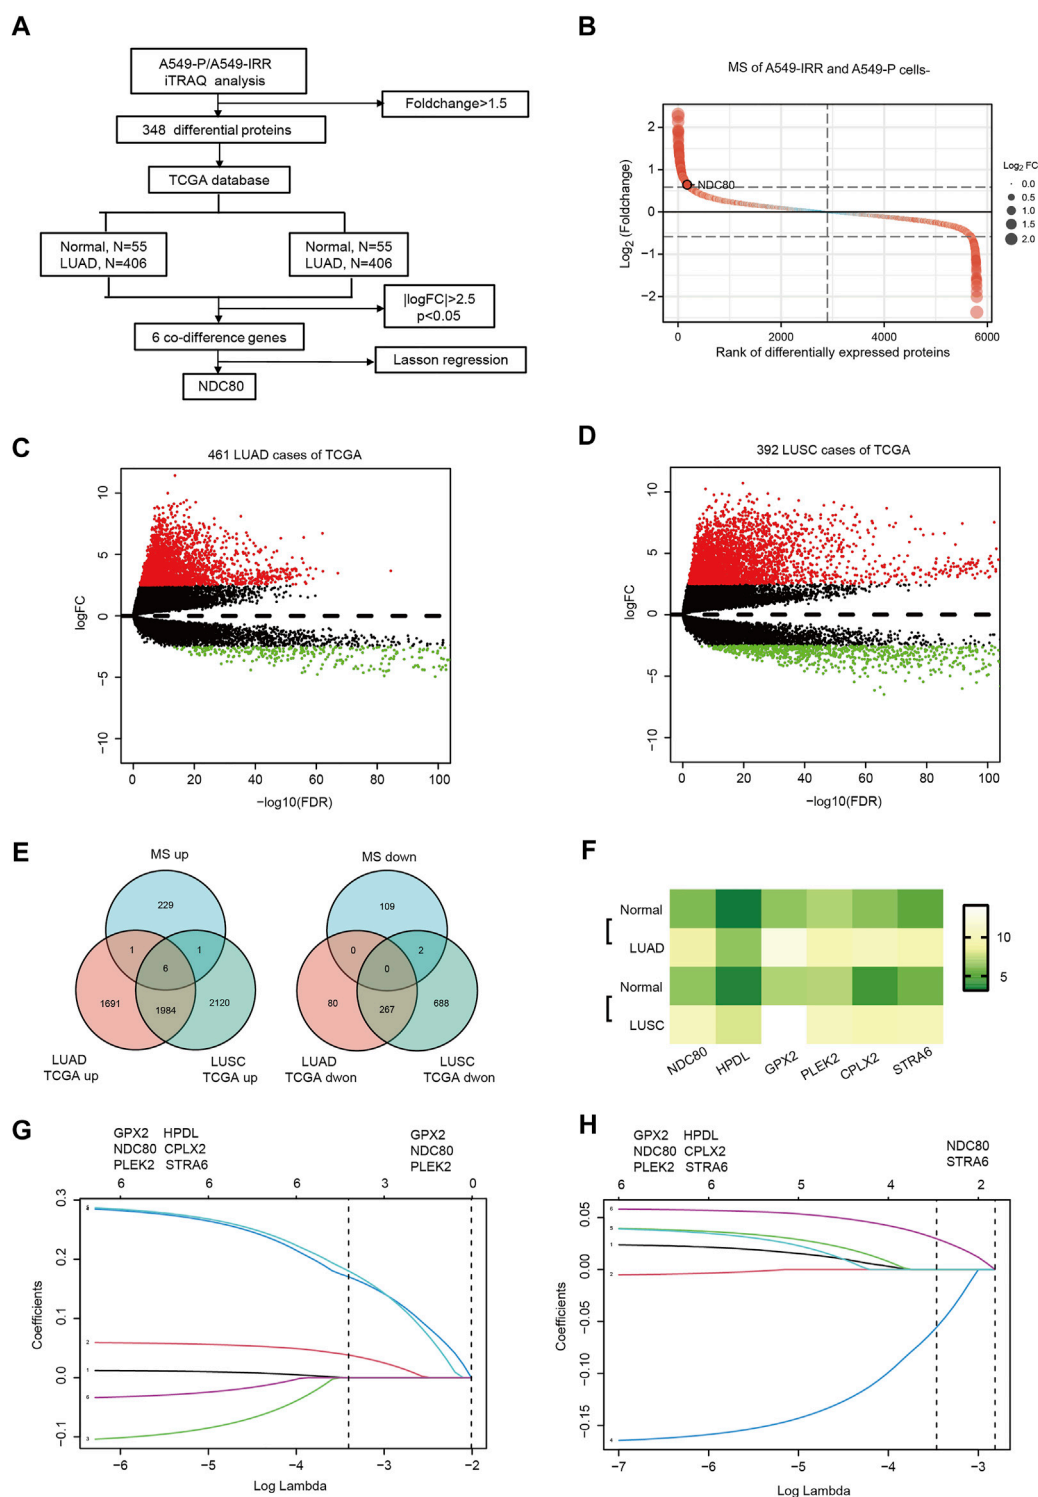 A
A549-P/A549-IRR
iTRAQ analysis
Foldchange>1.5
348 differential proteins
TCGA database
Normal, N=55
LUAD, N=406
Normal, N=55
LUAD, N=406
|logFC|>2.5
p<0.05
6 co-difference genes
Lasson regression
NDC80
B
MS of A549-IRR and A549-P cells-
Log2 (Foldchange)
2
1
0
−1
−2
NDC80
0
2000
4000
6000
Rank of differentially expressed proteins
Log2 FC
0.0
0.5
1.0
1.5
2.0
C
461 LUAD cases of TCGA
logFC
10
5
0
−5
−10
0
20
40
60
80
100
−log10(FDR)
D
392 LUSC cases of TCGA
logFC
10
5
0
−5
−10
0
20
40
60
80
100
−log10(FDR)
E
MS up
229
1
1
6
1691
1984
2120
LUAD
TCGA up
LUSC
TCGA up
MS down
109
0
2
0
80
267
688
LUAD
TCGA dwon
LUSC
TCGA dwon
F
Normal
LUAD
Normal
LUSC
NDC80
HPDL
GPX2
PLEK2
CPLX2
STRA6
10
5
G
GPX2 HPDL
NDC80 CPLX2
PLEK2 STRA6
GPX2
NDC80
PLEK2
6
6
6
3
0
Coefficients
0.3
0.2
0.1
0.0
−0.1
2
1
6
3
−6
−5
−4
−3
−2
Log Lambda
H
GPX2 HPDL
NDC80 CPLX2
PLEK2 STRA6
NDC80
STRA6
6
6
5
4
2
Coefficients
0.05
0.00
−0.05
−0.10
−0.15
6
5
1
2
4
−7
−6
−5
−4
−3
Log Lambda